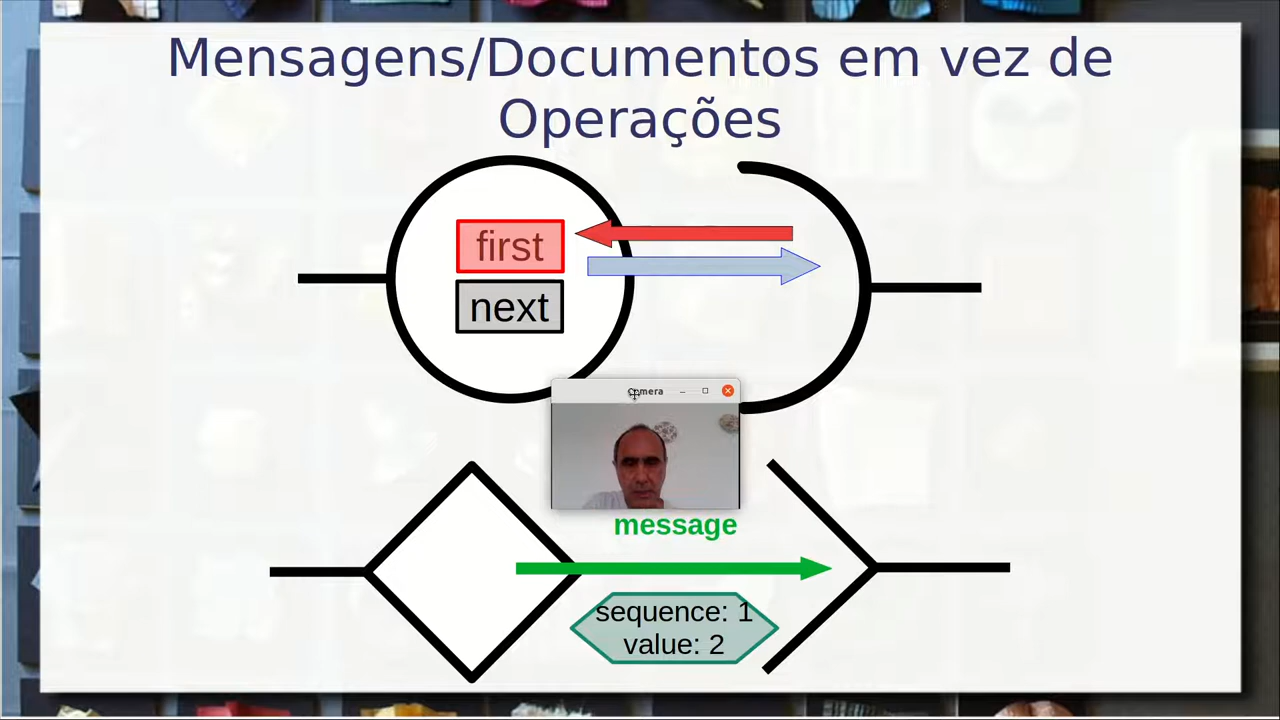 Mensagens/Documentos em vez de
Operações
first
next
Camera
message
sequence: 1
value: 2